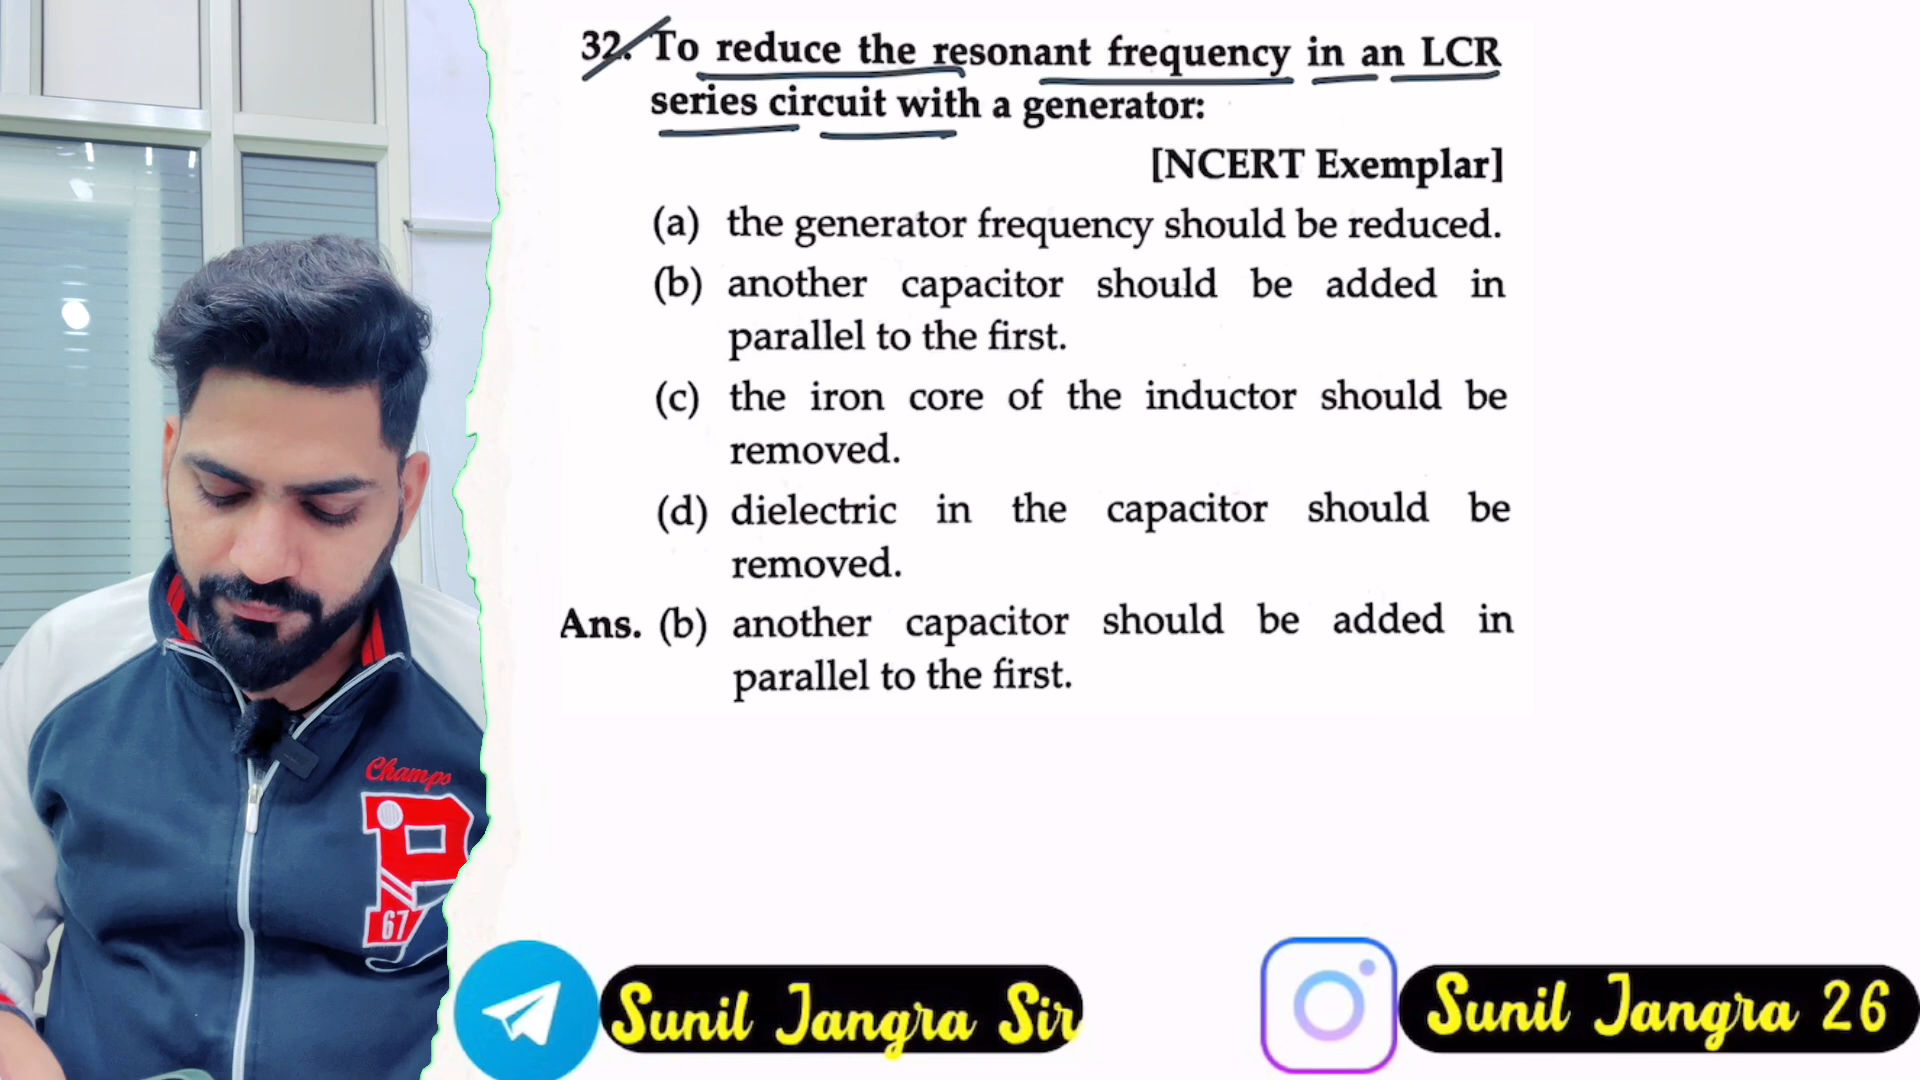 32. To reduce the resonant frequency in an LCR
series circuit with a generator:
[NCERT Exemplar]
(a) the generator frequency should be reduced.
(b) another capacitor should be added in
parallel to the first.
(c) the iron core of the inductor should be
removed.
(d) dielectric in the capacitor should be
removed.
Ans. (b) another capacitor should be added in
parallel to the first.
Champs
67
Sunil Jangra Sir
Sunil Jangra 26